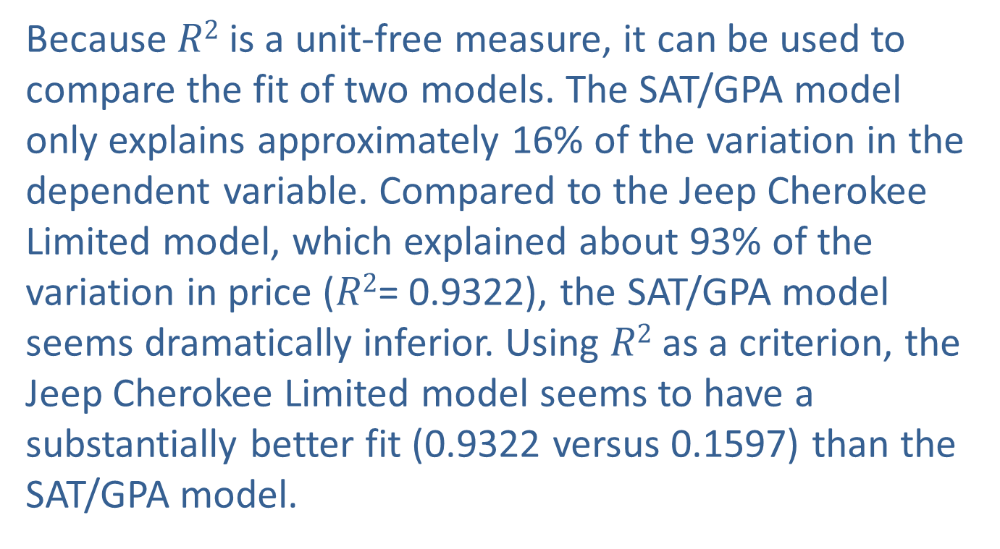 Because R² is a unit-free measure, it can be used to
compare the fit of two models. The SAT/GPA model
only explains approximately 16% of the variation in the
dependent variable. Compared to the Jeep Cherokee
Limited model, which explained about 93% of the
variation in price (R²= 0.9322), the SAT/GPA model
seems dramatically inferior. Using R² as a criterion, the
Jeep Cherokee Limited model seems to have a
substantially better fit (0.9322 versus 0.1597) than the
SAT/GPA model.